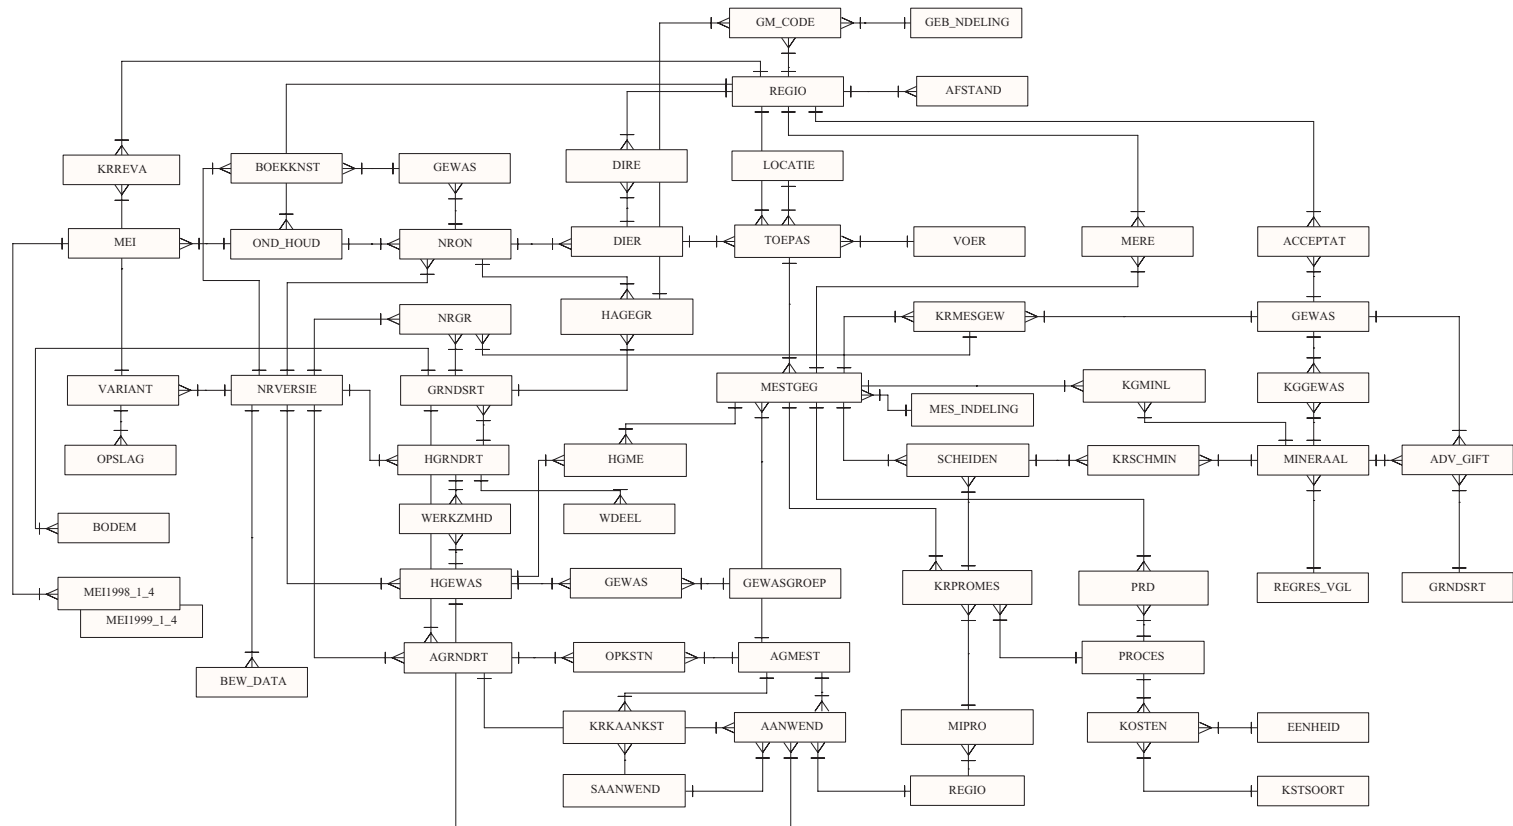 GM_CODE
GEB_NDELING
REGIO
AFSTAND
KRREVA
BOEKKNST
GEWAS
DIRE
LOCATIE
MEI
OND_HOUD
NRON
DIER
TOEPAS
VOER
MERE
ACCEPTAT
NRGR
HAGEGR
KRMESGEW
GEWAS
VARIANT
NRVERSIE
GRNDSRT
MESTGEG
MES_INDELING
KGMINL
KGGEWAS
OPSLAG
HGRNDRT
HGME
SCHEIDEN
KRSCHMIN
MINERAAL
ADV_GIFT
BODEM
WERKZMHD
WDEEL
MEI1998_1_4
MEI1999_1_4
HGEWAS
GEWAS
GEWASGROEP
KRPROMES
PRD
REGRES_VGL
GRNDSRT
BEW_DATA
AGRNDRT
OPKSTN
AGMEST
PROCES
KRKAANKST
AANWEND
MIPRO
KOSTEN
EENHEID
SAANWEND
REGIO
KSTSOORT